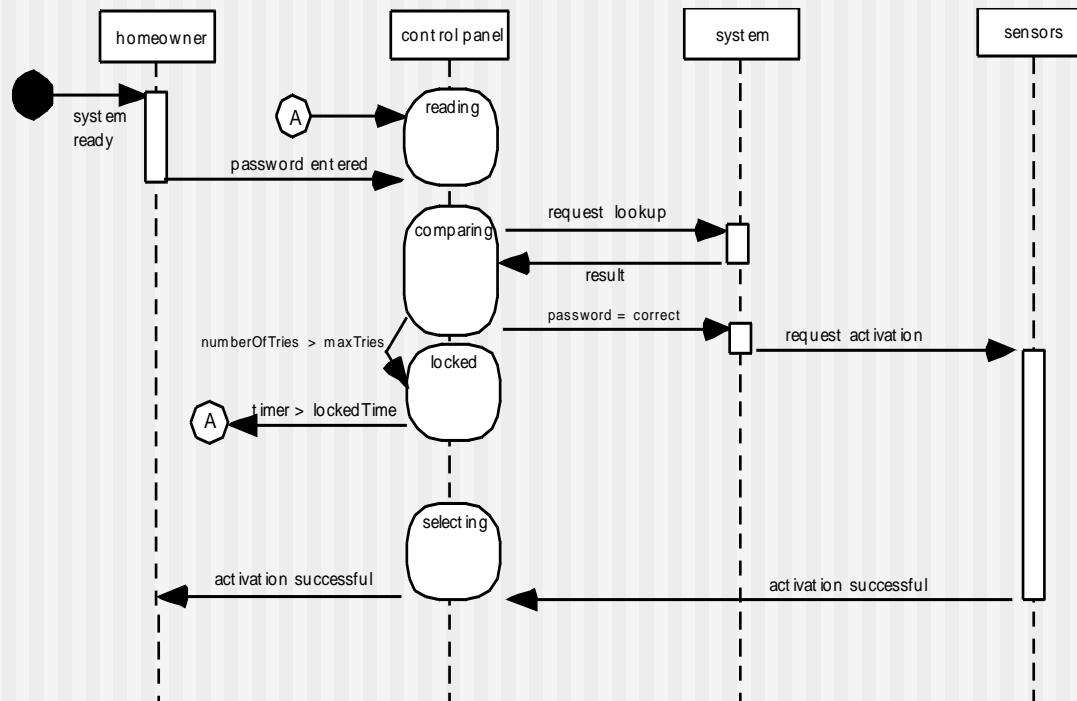 homeowner
control panel
system
sensors
system
ready
A
reading
password entered
comparing
request lookup
result
password = correct
request activation
numberOfTries > maxTries
locked
A
timer > lockedTime
selecting
activation successful
activation successful